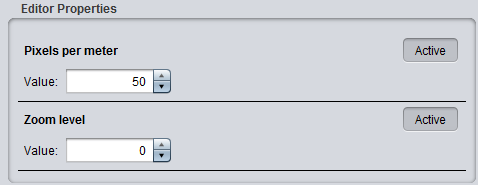 Editor Properties
Pixels per meter Active
Value: 50
Zoom level Active
Value: 0